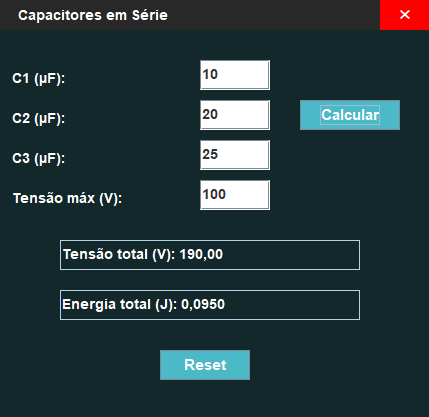 Capacitores em Série
×
C1 (µF): 10
C2 (µF): 20 Calcular
C3 (µF): 25
Tensão máx (V): 100
Tensão total (V): 190,00
Energia total (J): 0,0950
Reset